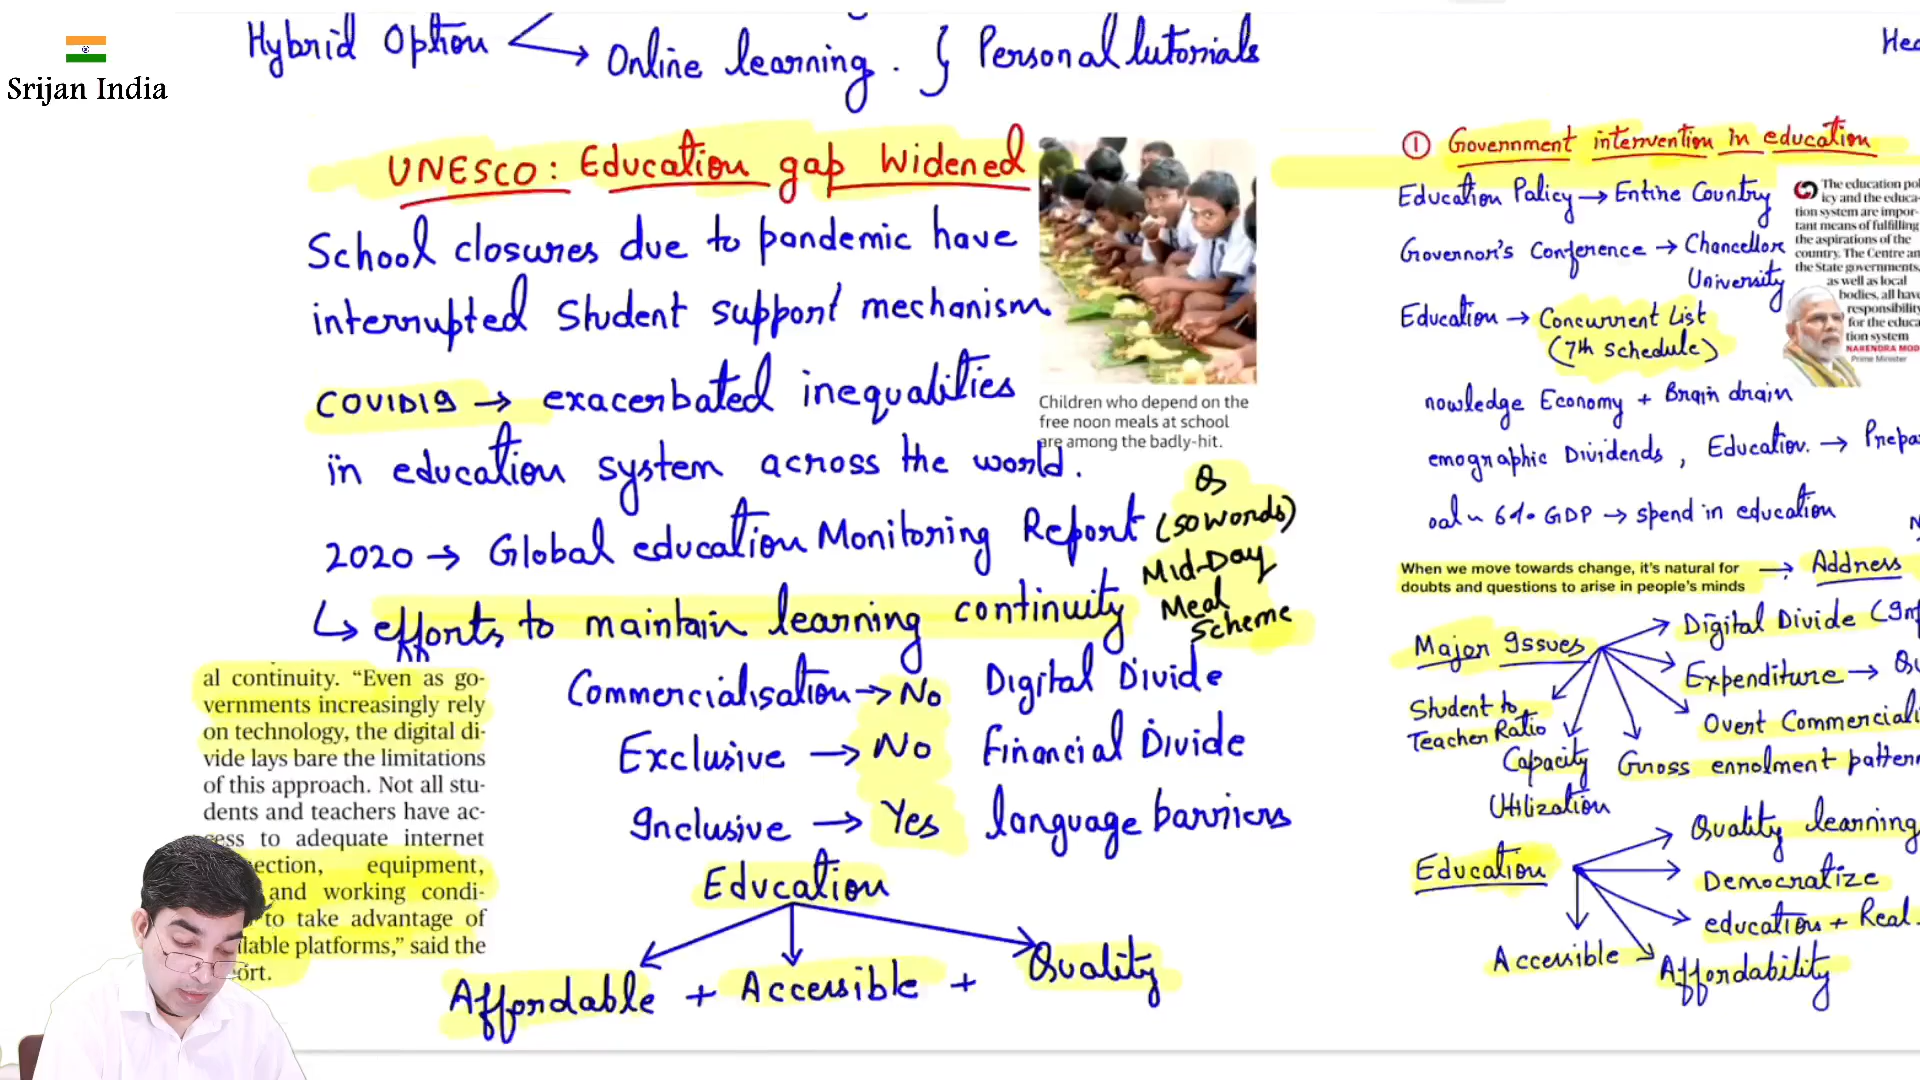 Hybrid Option → Online learning. } Personal tutorials
Srijan India
UNESCO: Education gap widened
School closures due to pandemic have
interrupted student support mechanism
COVID19 → exacerbated inequalities
in education system across the world.
2020 → Global education Monitoring Report
↳ efforts to maintain learning continuity
Children who depend on the
free noon meals at school
are among the badly-hit.
Qs
(50 words)
Mid-Day
Meal
Scheme
al continuity. “Even as go-
vernments increasingly rely
on technology, the digital di-
vide lays bare the limitations
of this approach. Not all stu-
dents and teachers have ac-
ess to adequate internet
ection, equipment,
and working condi-
to take advantage of
lable platforms,” said the
ort.
Commercialisation → No
Exclusive → No
Inclusive → Yes
Digital Divide
Financial Divide
language barriers
Education
Affordable + Accessible + Quality
Hea
① Government intervention in education
Education Policy → Entire Country
Governor's Conference → Chancellor
University
Education → Concurrent List
(7th Schedule)
The education pol
icy and the educa-
tion system are impor-
tant means of fulfilling
the aspirations of the
country. The Centre an
the State governments,
as well as local
bodies, all have
responsibility
for the educa
tion system
NARENDRA MOD
Prime Minister
nowledge Economy + Brain drain
emographic Dividends, Education. → Prepa
oal ~ 6% GDP → spend in education
N
When we move towards change, it's natural for
doubts and questions to arise in people's minds
→ Address
Major Issues
Digital Divide (Inf
Expenditure → Qu
Overt Commerciali
Gross enrolment pattern
Capacity
Utilization
Student to
Teacher Ratio
Education
Quality learning
Democratize
education + Real
Affordability
Accessible